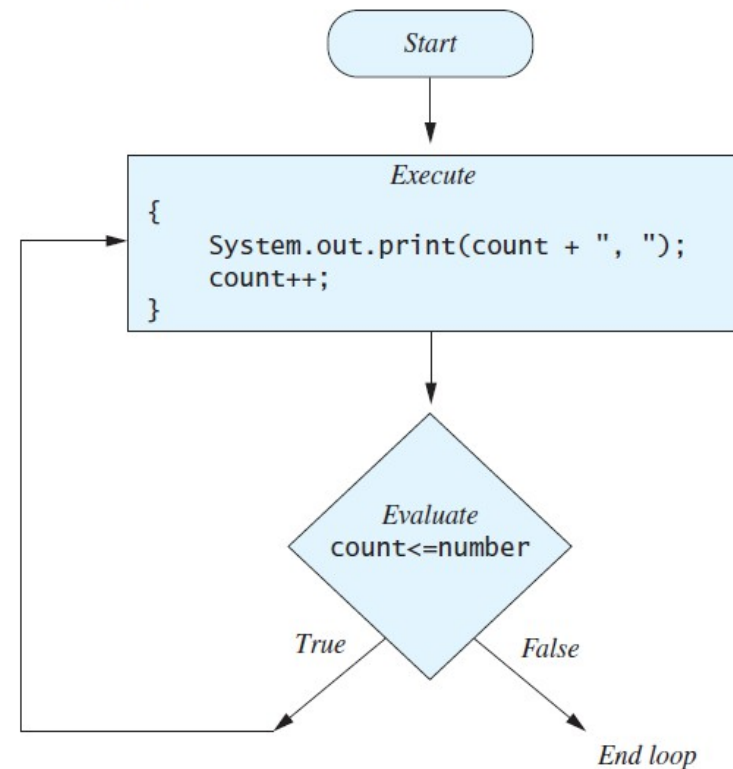 Start
Execute
{
System.out.print(count + ", ");
count++;
}
Evaluate
count<=number
True
False
End loop